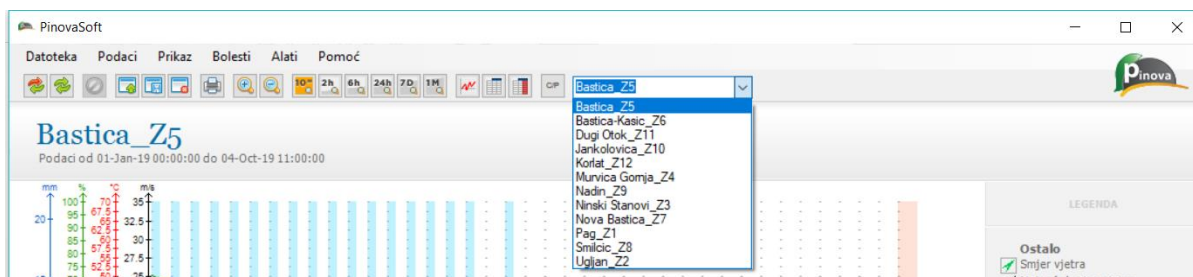 PinovaSoft
Datoteka Podaci Prikaz Bolesti Alati Pomoć
10m 2h 6h 24h 7D 1M C/P Bastica_Z5
Pinova
Bastica_Z5
Bastica-Kasic_Z6
Dugi Otok_Z11
Jankolovica_Z10
Korlat_Z12
Murvica Gornja_Z4
Nadin_Z9
Ninski Stanovi_Z3
Nova Bastica_Z7
Pag_Z1
Smilcic_Z8
Ugljan_Z2
Bastica_Z5
Podaci od 01-Jan-19 00:00:00 do 04-Oct-19 11:00:00
mm % °C m/s
100 70 35
20 95 67.5 32.5
90 65
85 62.5 30
80 60 27.5
75 57.5
55
52.5
LEGENDA
Ostalo
Smjer vjetra